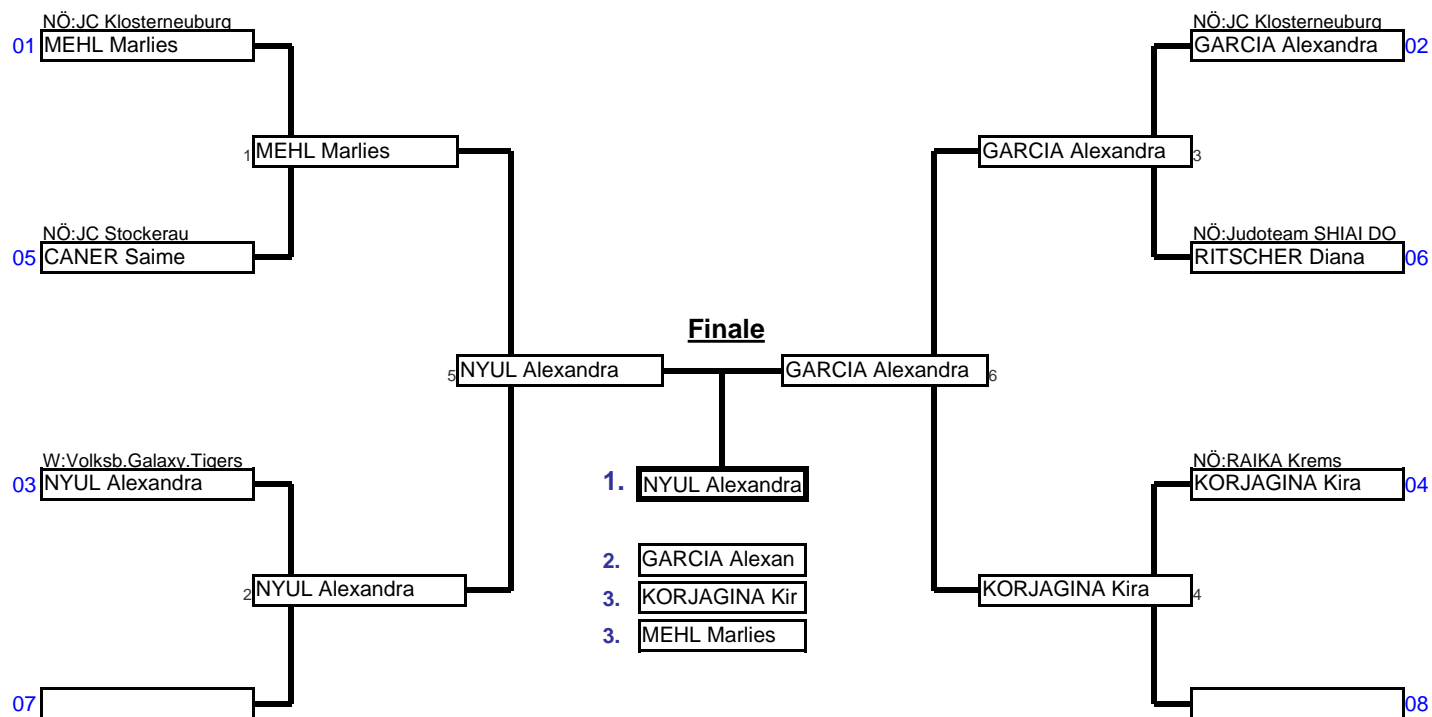 NÖ:JC Klosterneuburg
01 MEHL Marlies
NÖ:JC Klosterneuburg
GARCIA Alexandra 02
1 MEHL Marlies
GARCIA Alexandra 3
NÖ:JC Stockerau
05 CANER Saime
NÖ:Judoteam SHIAI DO
RITSCHER Diana 06
Finale
5 NYUL Alexandra
GARCIA Alexandra 6
W:Volksb.Galaxy.Tigers
03 NYUL Alexandra
NÖ:RAIKA Krems
KORJAGINA Kira 04
1. NYUL Alexandra
2. GARCIA Alexan
3. KORJAGINA Kir
3. MEHL Marlies
2 NYUL Alexandra
KORJAGINA Kira 4
07
08